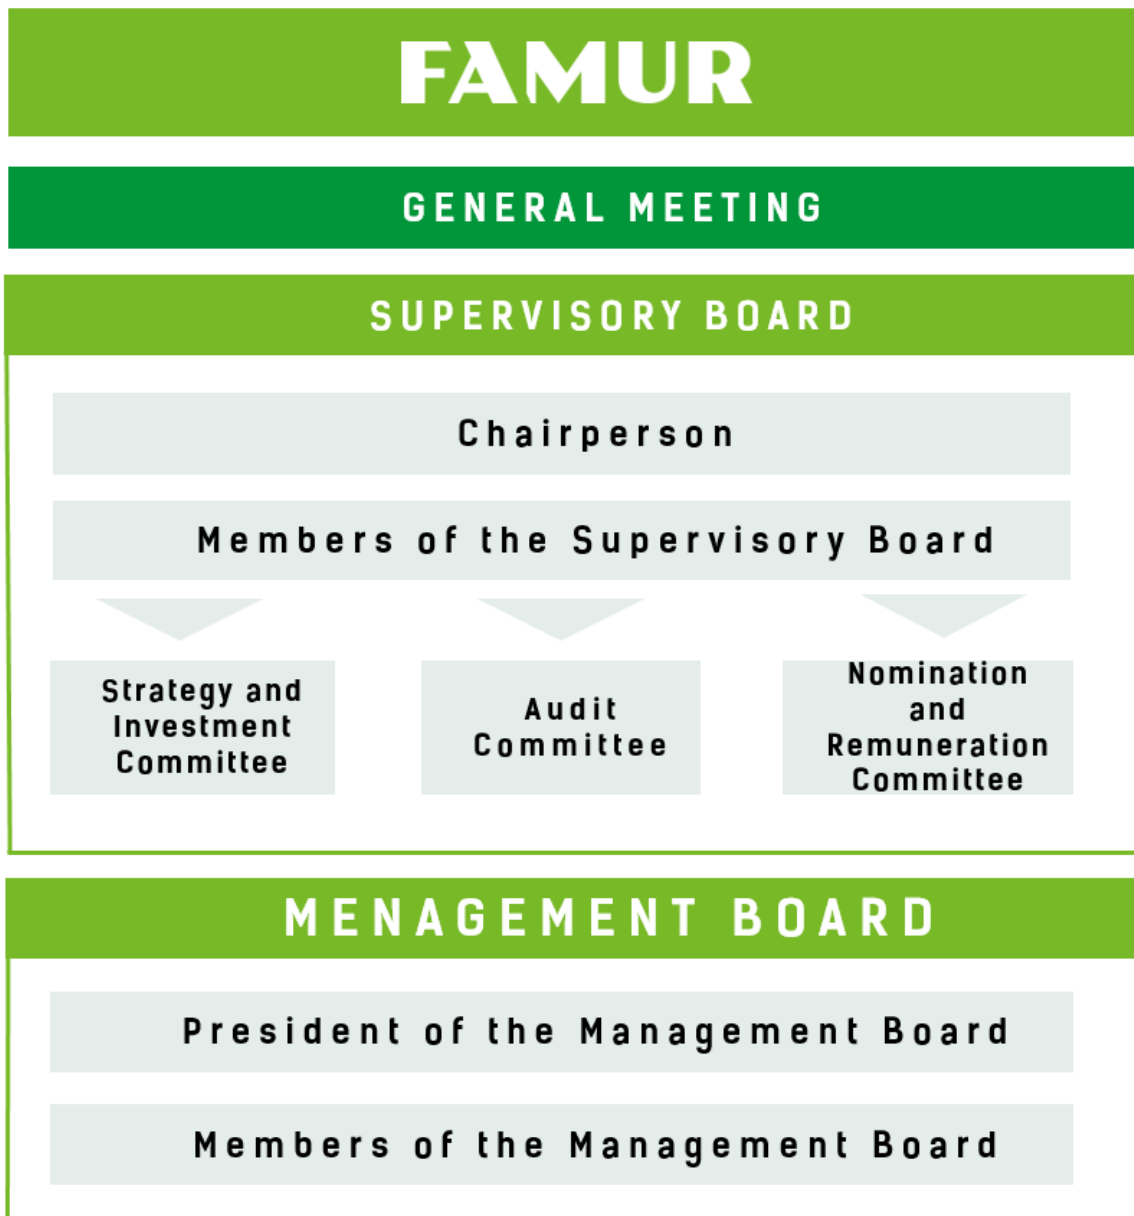 FAMUR
GENERAL MEETING
SUPERVISORY BOARD
Chairperson
Members of the Supervisory Board
Strategy and
Investment
Committee
Audit
Committee
Nomination
and
Remuneration
Committee
MENAGEMENT BOARD
President of the Management Board
Members of the Management Board